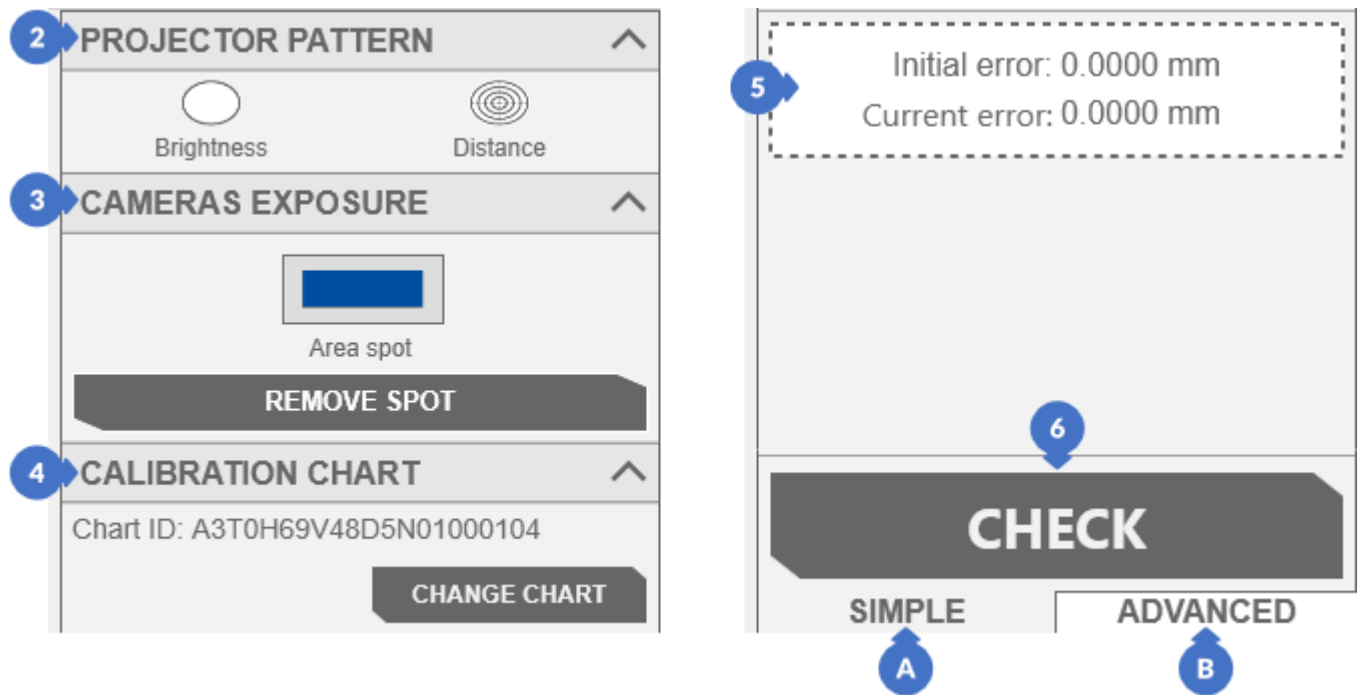 2
PROJECTOR PATTERN
Brightness
Distance
3
CAMERAS EXPOSURE
Area spot
REMOVE SPOT
4
CALIBRATION CHART
Chart ID: A3T0H69V48D5N01000104
CHANGE CHART
5
Initial error: 0.0000 mm
Current error: 0.0000 mm
6
CHECK
SIMPLE
ADVANCED
A
B